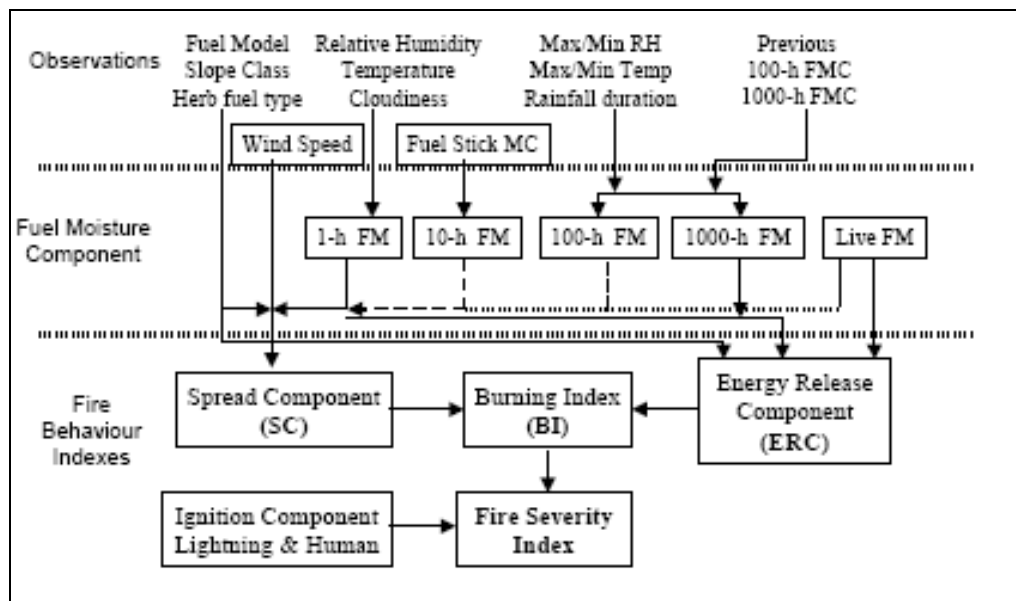 Observations
Fuel Model
Slope Class
Herb fuel type
Relative Humidity
Temperature
Cloudiness
Max/Min RH
Max/Min Temp
Rainfall duration
Previous
100-h FMC
1000-h FMC
Wind Speed
Fuel Stick MC
Fuel Moisture
Component
1-h FM
10-h FM
100-h FM
1000-h FM
Live FM
Fire
Behaviour
Indexes
Spread Component
(SC)
Burning Index
(BI)
Energy Release
Component
(ERC)
Ignition Component
Lightning & Human
Fire Severity
Index